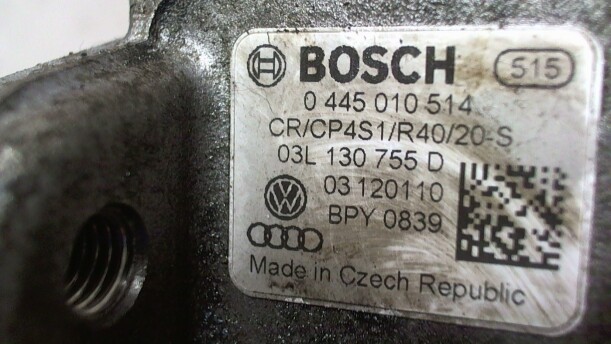 BOSCH 515
0 445 010 514
CR/CP4S1/R40/20-S
03L 130 755 D
03 120110
BPY 0839
Made in Czech Republic